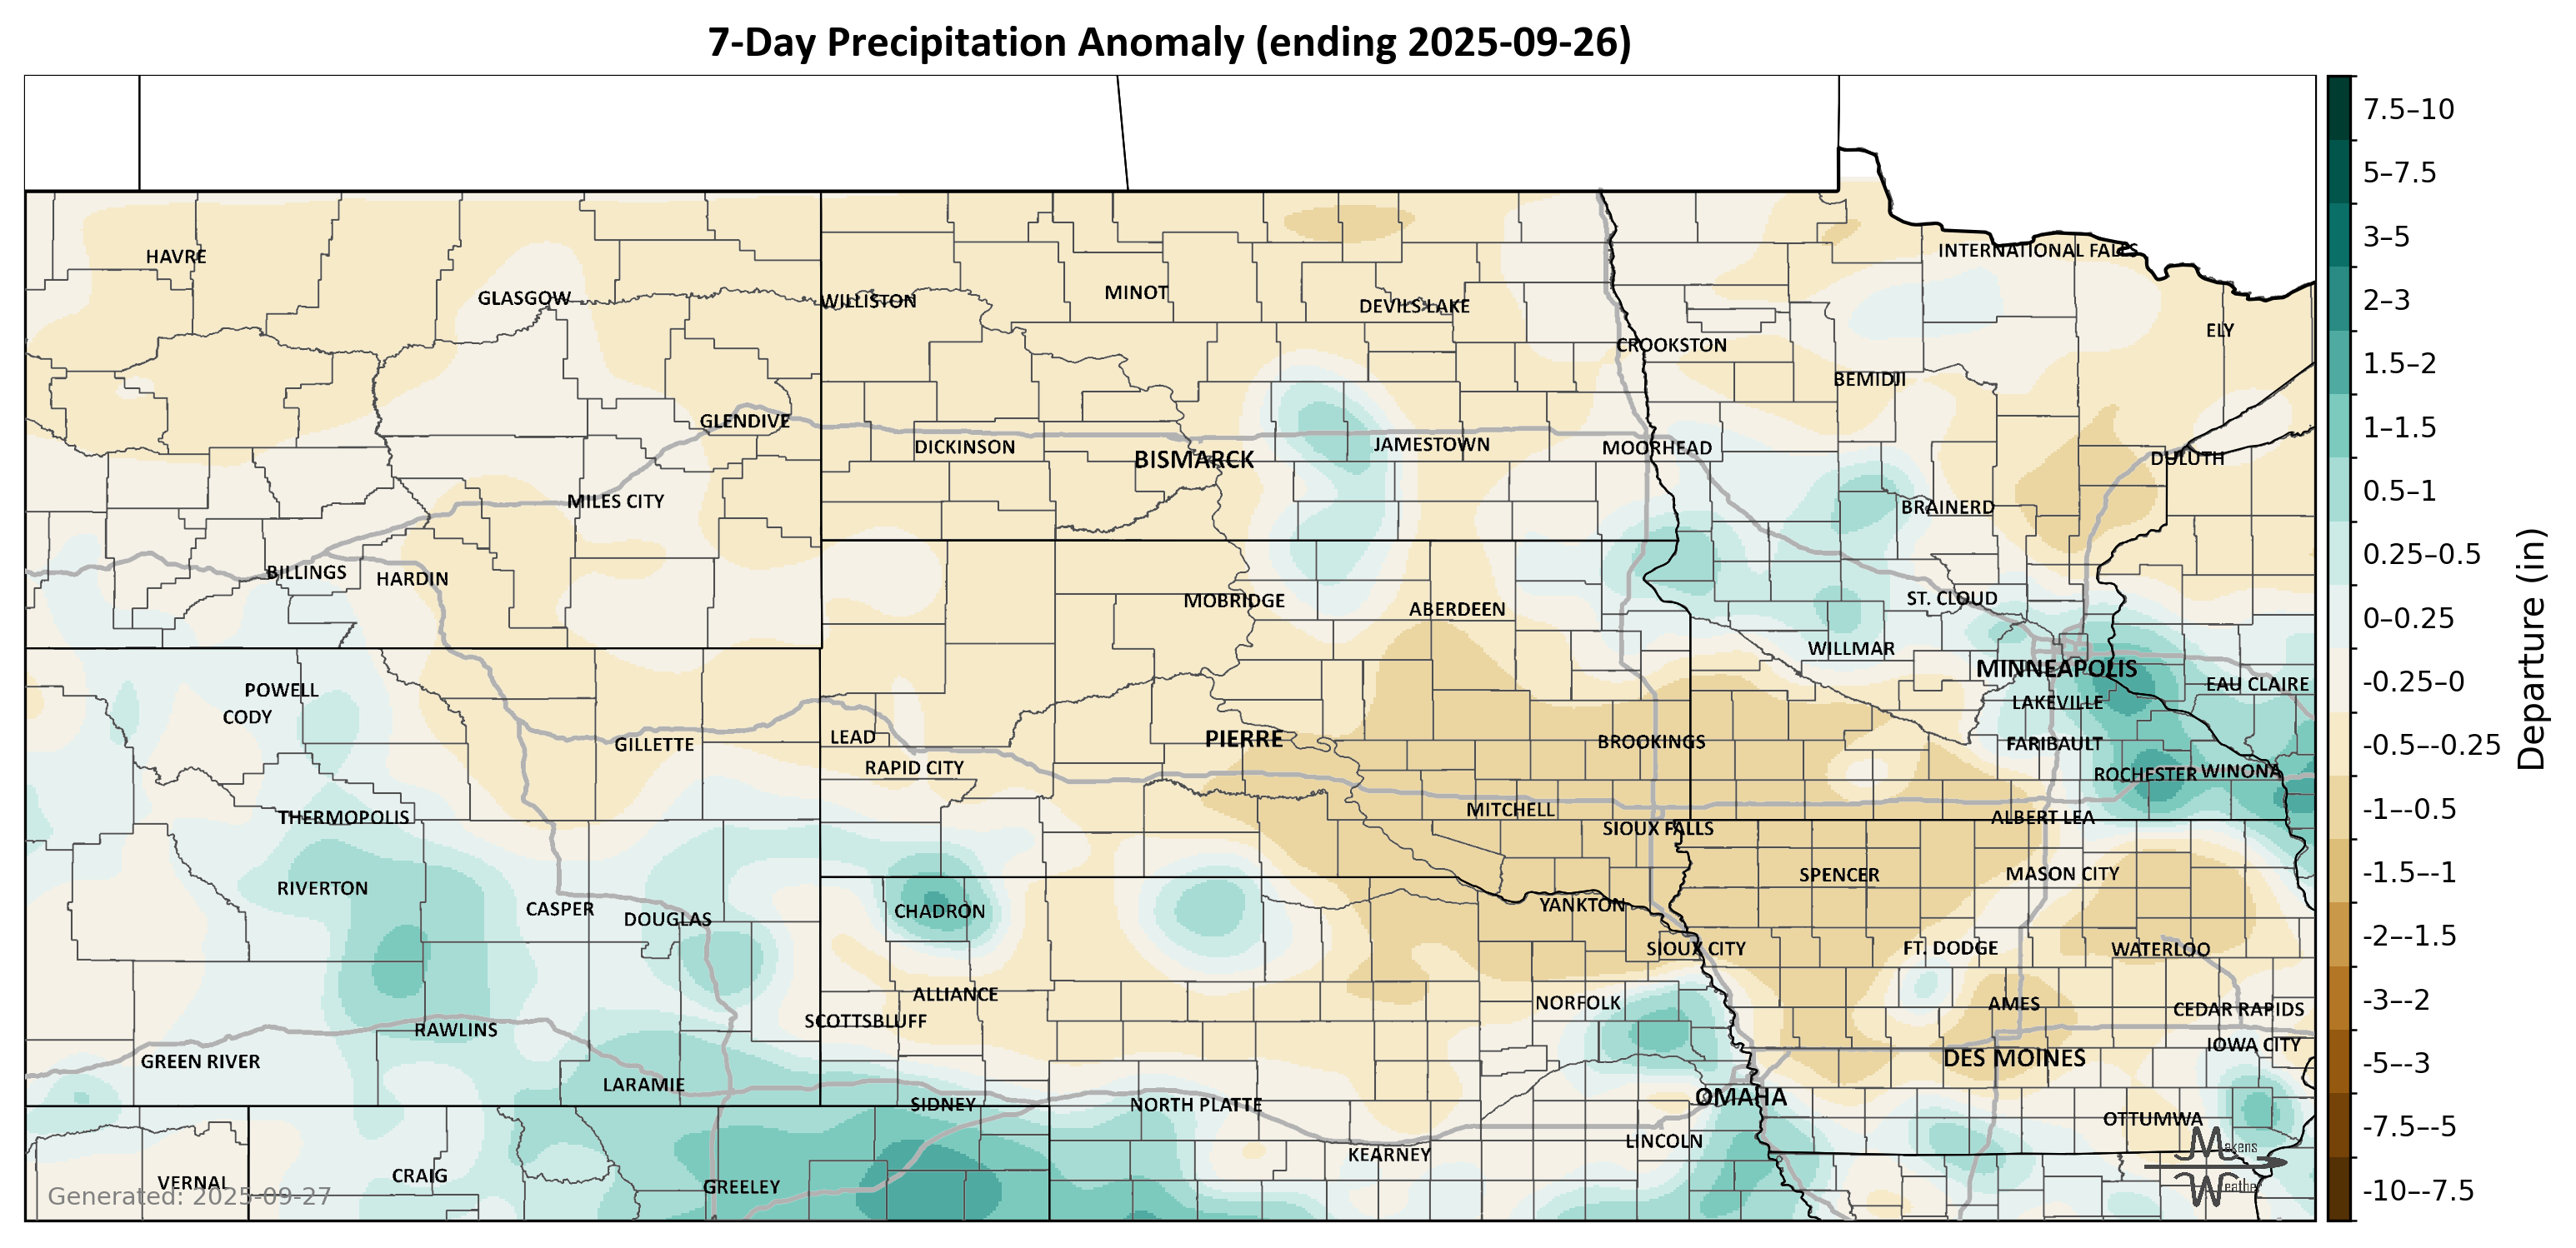 7-Day Precipitation Anomaly (ending 2025-09-26)
7.5–10
5–7.5
3–5
2–3
1.5–2
1–1.5
0.5–1
0.25–0.5
0–0.25
-0.25–0
-0.5–-0.25
-1–-0.5
-1.5–-1
-2–-1.5
-3–-2
-5–-3
-7.5–-5
-10–-7.5
Departure (in)
INTERNATIONAL FALLS
HAVRE
GLASGOW
WILLISTON
MINOT
DEVILS LAKE
ELY
CROOKSTON
BEMIDJI
GLENDIVE
DICKINSON
BISMARCK
JAMESTOWN
MOORHEAD
DULUTH
MILES CITY
BRAINERD
BILLINGS
HARDIN
MOBRIDGE
ABERDEEN
ST. CLOUD
WILLMAR
MINNEAPOLIS
POWELL
EAU CLAIRE
CODY
LAKEVILLE
GILLETTE
LEAD
PIERRE
BROOKINGS
FARIBAULT
RAPID CITY
ROCHESTER
WINONA
THERMOPOLIS
MITCHELL
ALBERT LEA
SIOUX FALLS
RIVERTON
SPENCER
MASON CITY
CASPER
DOUGLAS
CHADRON
YANKTON
SIOUX CITY
FT. DODGE
WATERLOO
ALLIANCE
NORFOLK
AMES
CEDAR RAPIDS
RAWLINS
SCOTTSBLUFF
GREEN RIVER
DES MOINES
IOWA CITY
LARAMIE
SIDNEY
NORTH PLATTE
OMAHA
OTTUMWA
LINCOLN
KEARNEY
VERNAL
CRAIG
GREELEY
Generated: 2025-09-27
Makens
Weather